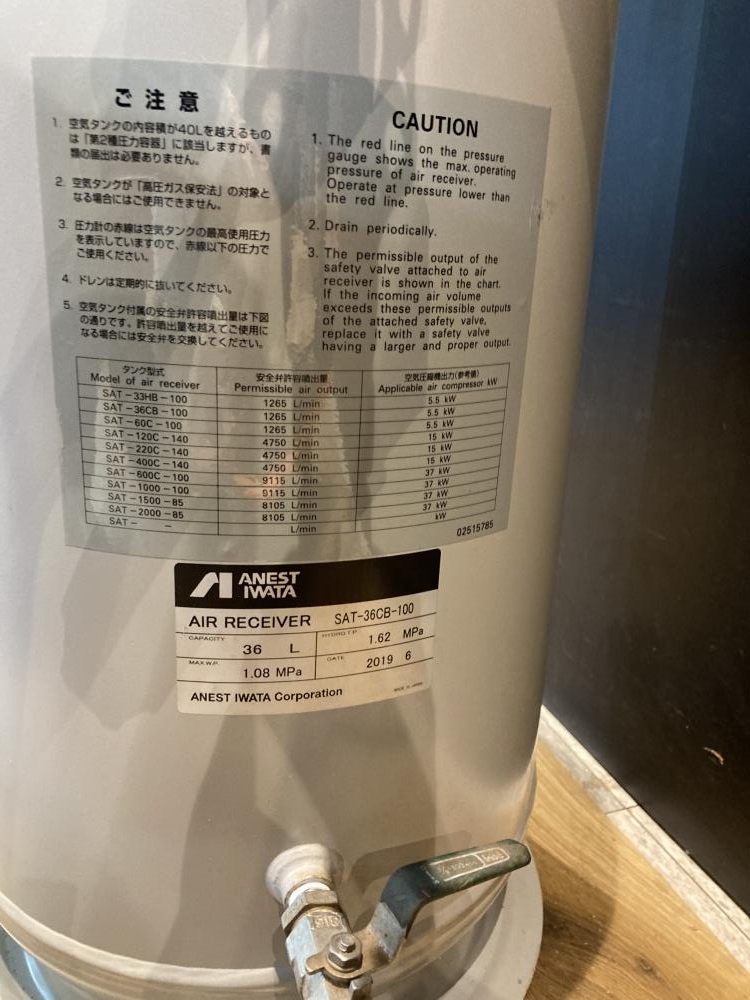 ご注意
1. 空気タンクの内容積が40Lを越えるもの
は「第2種圧力容器」に該当しますが、書
類の届出は必要ありません。
2. 空気タンクが「高圧ガス保安法」の対象と
なる場合にはご使用できません。
3. 圧力計の赤線は空気タンクの最高使用圧力
を表示していますので、赤線以下の圧力で
ご使用ください。
4. ドレンは定期的に抜いてください。
5. 空気タンク付属の安全弁許容噴出量は下図
の通りです。許容噴出量を越えてご使用に
なる場合には安全弁を交換してください。
CAUTION
1. The red line on the pressure
gauge shows the max. operating
pressure of air receiver.
Operate at pressure lower than
the red line.
2. Drain periodically.
3. The permissible output of the
safety valve attached to air
receiver is shown in the chart.
If the incoming air volume
exceeds these permissible outputs
of the attached safety valve,
replace it with a safety valve
having a larger and proper output.
タンク型式 安全弁許容噴出量 空気圧縮機出力(参考値)
Model of air receiver Permissible air output Applicable air compressor kW
SAT-33HB-100 1265 L/min 5.5 kW
SAT-36CB-100 1265 L/min 5.5 kW
SAT-60C-100 1265 L/min 5.5 kW
SAT-120C-140 4750 L/min 15 kW
SAT-220C-140 4750 L/min 15 kW
SAT-400C-140 4750 L/min 15 kW
SAT-600C-100 9115 L/min 37 kW
SAT-1000-100 9115 L/min 37 kW
SAT-1500-85 8105 L/min 37 kW
SAT-2000-85 8105 L/min 37 kW
SAT- - L/min kW
02515785
ANEST
IWATA
AIR RECEIVER SAT-36CB-100
CAPACITY 36 L HYDRO T.P. 1.62 MPa
MAX.W.P. 1.08 MPa DATE 2019 6
ANEST IWATA Corporation MADE IN JAPAN